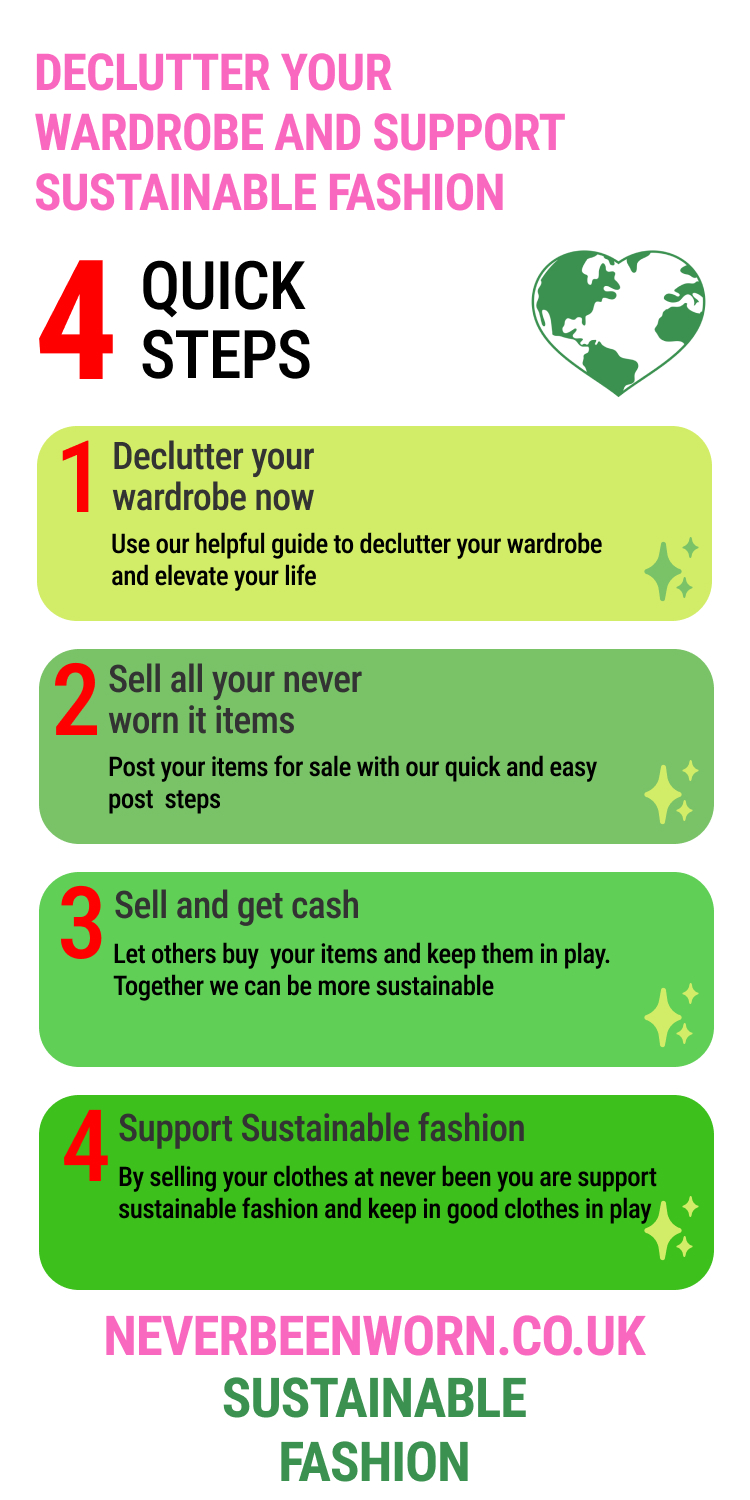 DECLUTTER YOUR
WARDROBE AND SUPPORT
SUSTAINABLE FASHION
4
QUICK
STEPS
1
Declutter your
wardrobe now
Use our helpful guide to declutter your wardrobe
and elevate your life
2
Sell all your never
worn it items
Post your items for sale with our quick and easy
post  steps
3
Sell and get cash
Let others buy  your items and keep them in play.
Together we can be more sustainable
4
Support Sustainable fashion
By selling your clothes at never been you are support
sustainable fashion and keep in good clothes in play
NEVERBEENWORN.CO.UK
SUSTAINABLE
FASHION